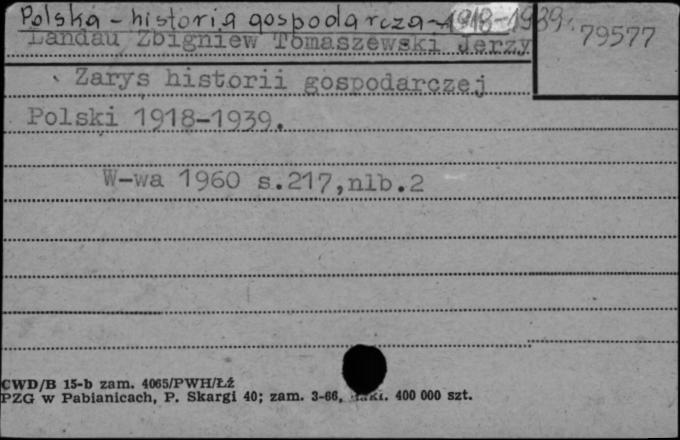 Polska - historia gospodarcza - 1918-1939.
79577
Landau Zbigniew Tomaszewski Jerzy
Zarys historii gospodarczej
Polski 1918-1939.
W-wa 1960 s.217,nlb.2
CWD/B 15-b zam. 4065/PWH/Łź
PZG w Pabianicach, P. Skargi 40; zam. 3-66, 400 000 szt.